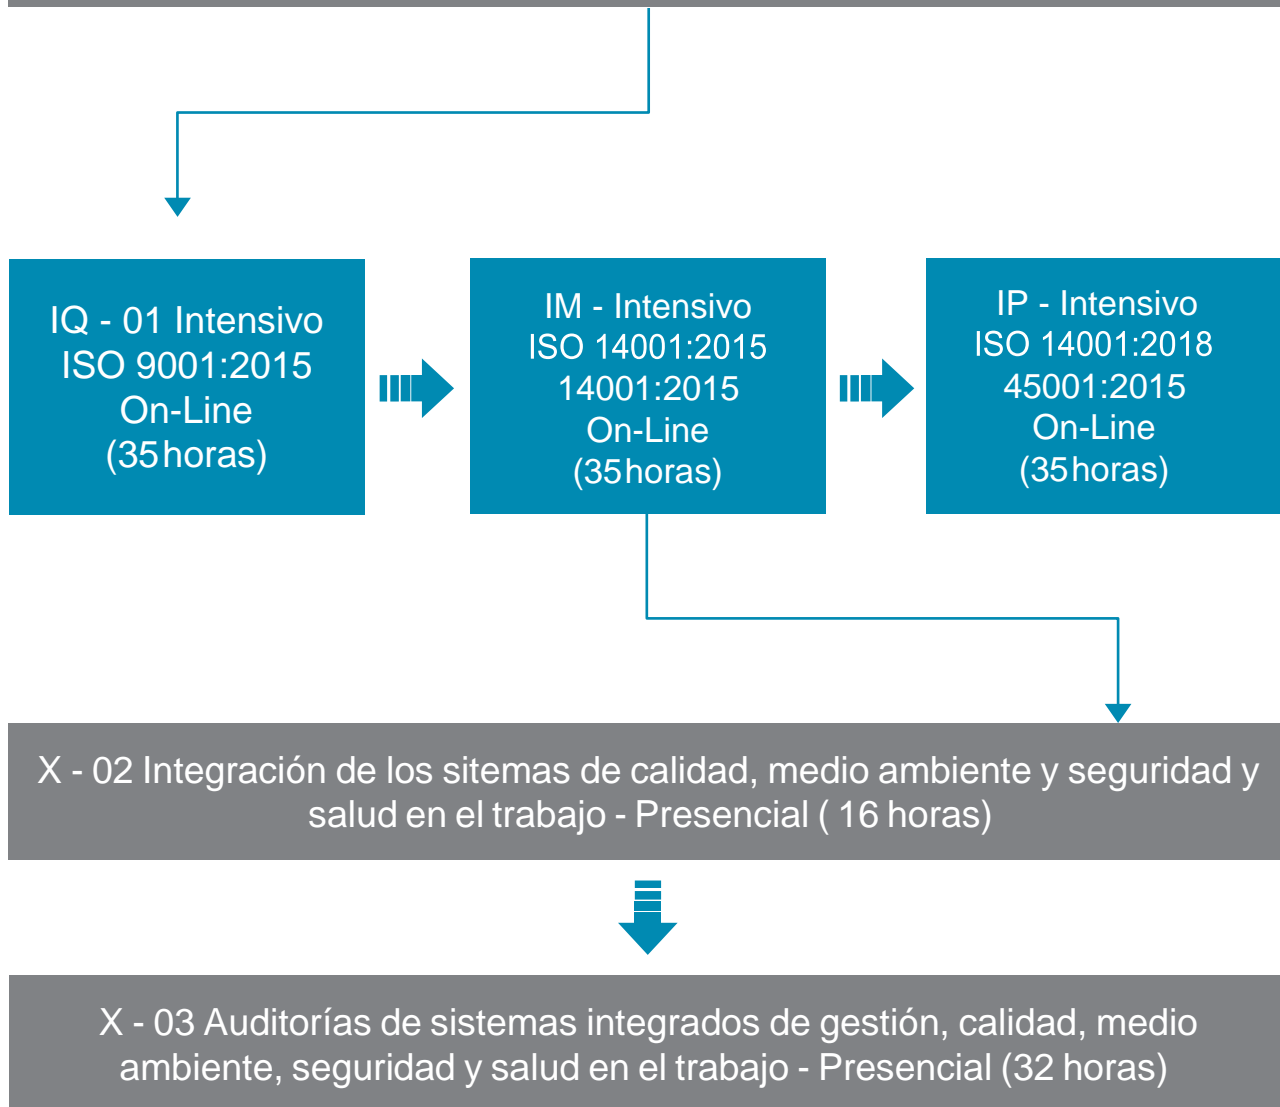 IQ - 01 Intensivo
ISO 9001:2015
On-Line
(35 horas)
IM - Intensivo
ISO 14001:2015
14001:2015
On-Line
(35 horas)
IP - Intensivo
ISO 14001:2018
45001:2015
On-Line
(35 horas)
X - 02 Integración de los sitemas de calidad, medio ambiente y seguridad y
salud en el trabajo - Presencial ( 16 horas)
X - 03 Auditorías de sistemas integrados de gestión, calidad, medio
ambiente, seguridad y salud en el trabajo - Presencial (32 horas)